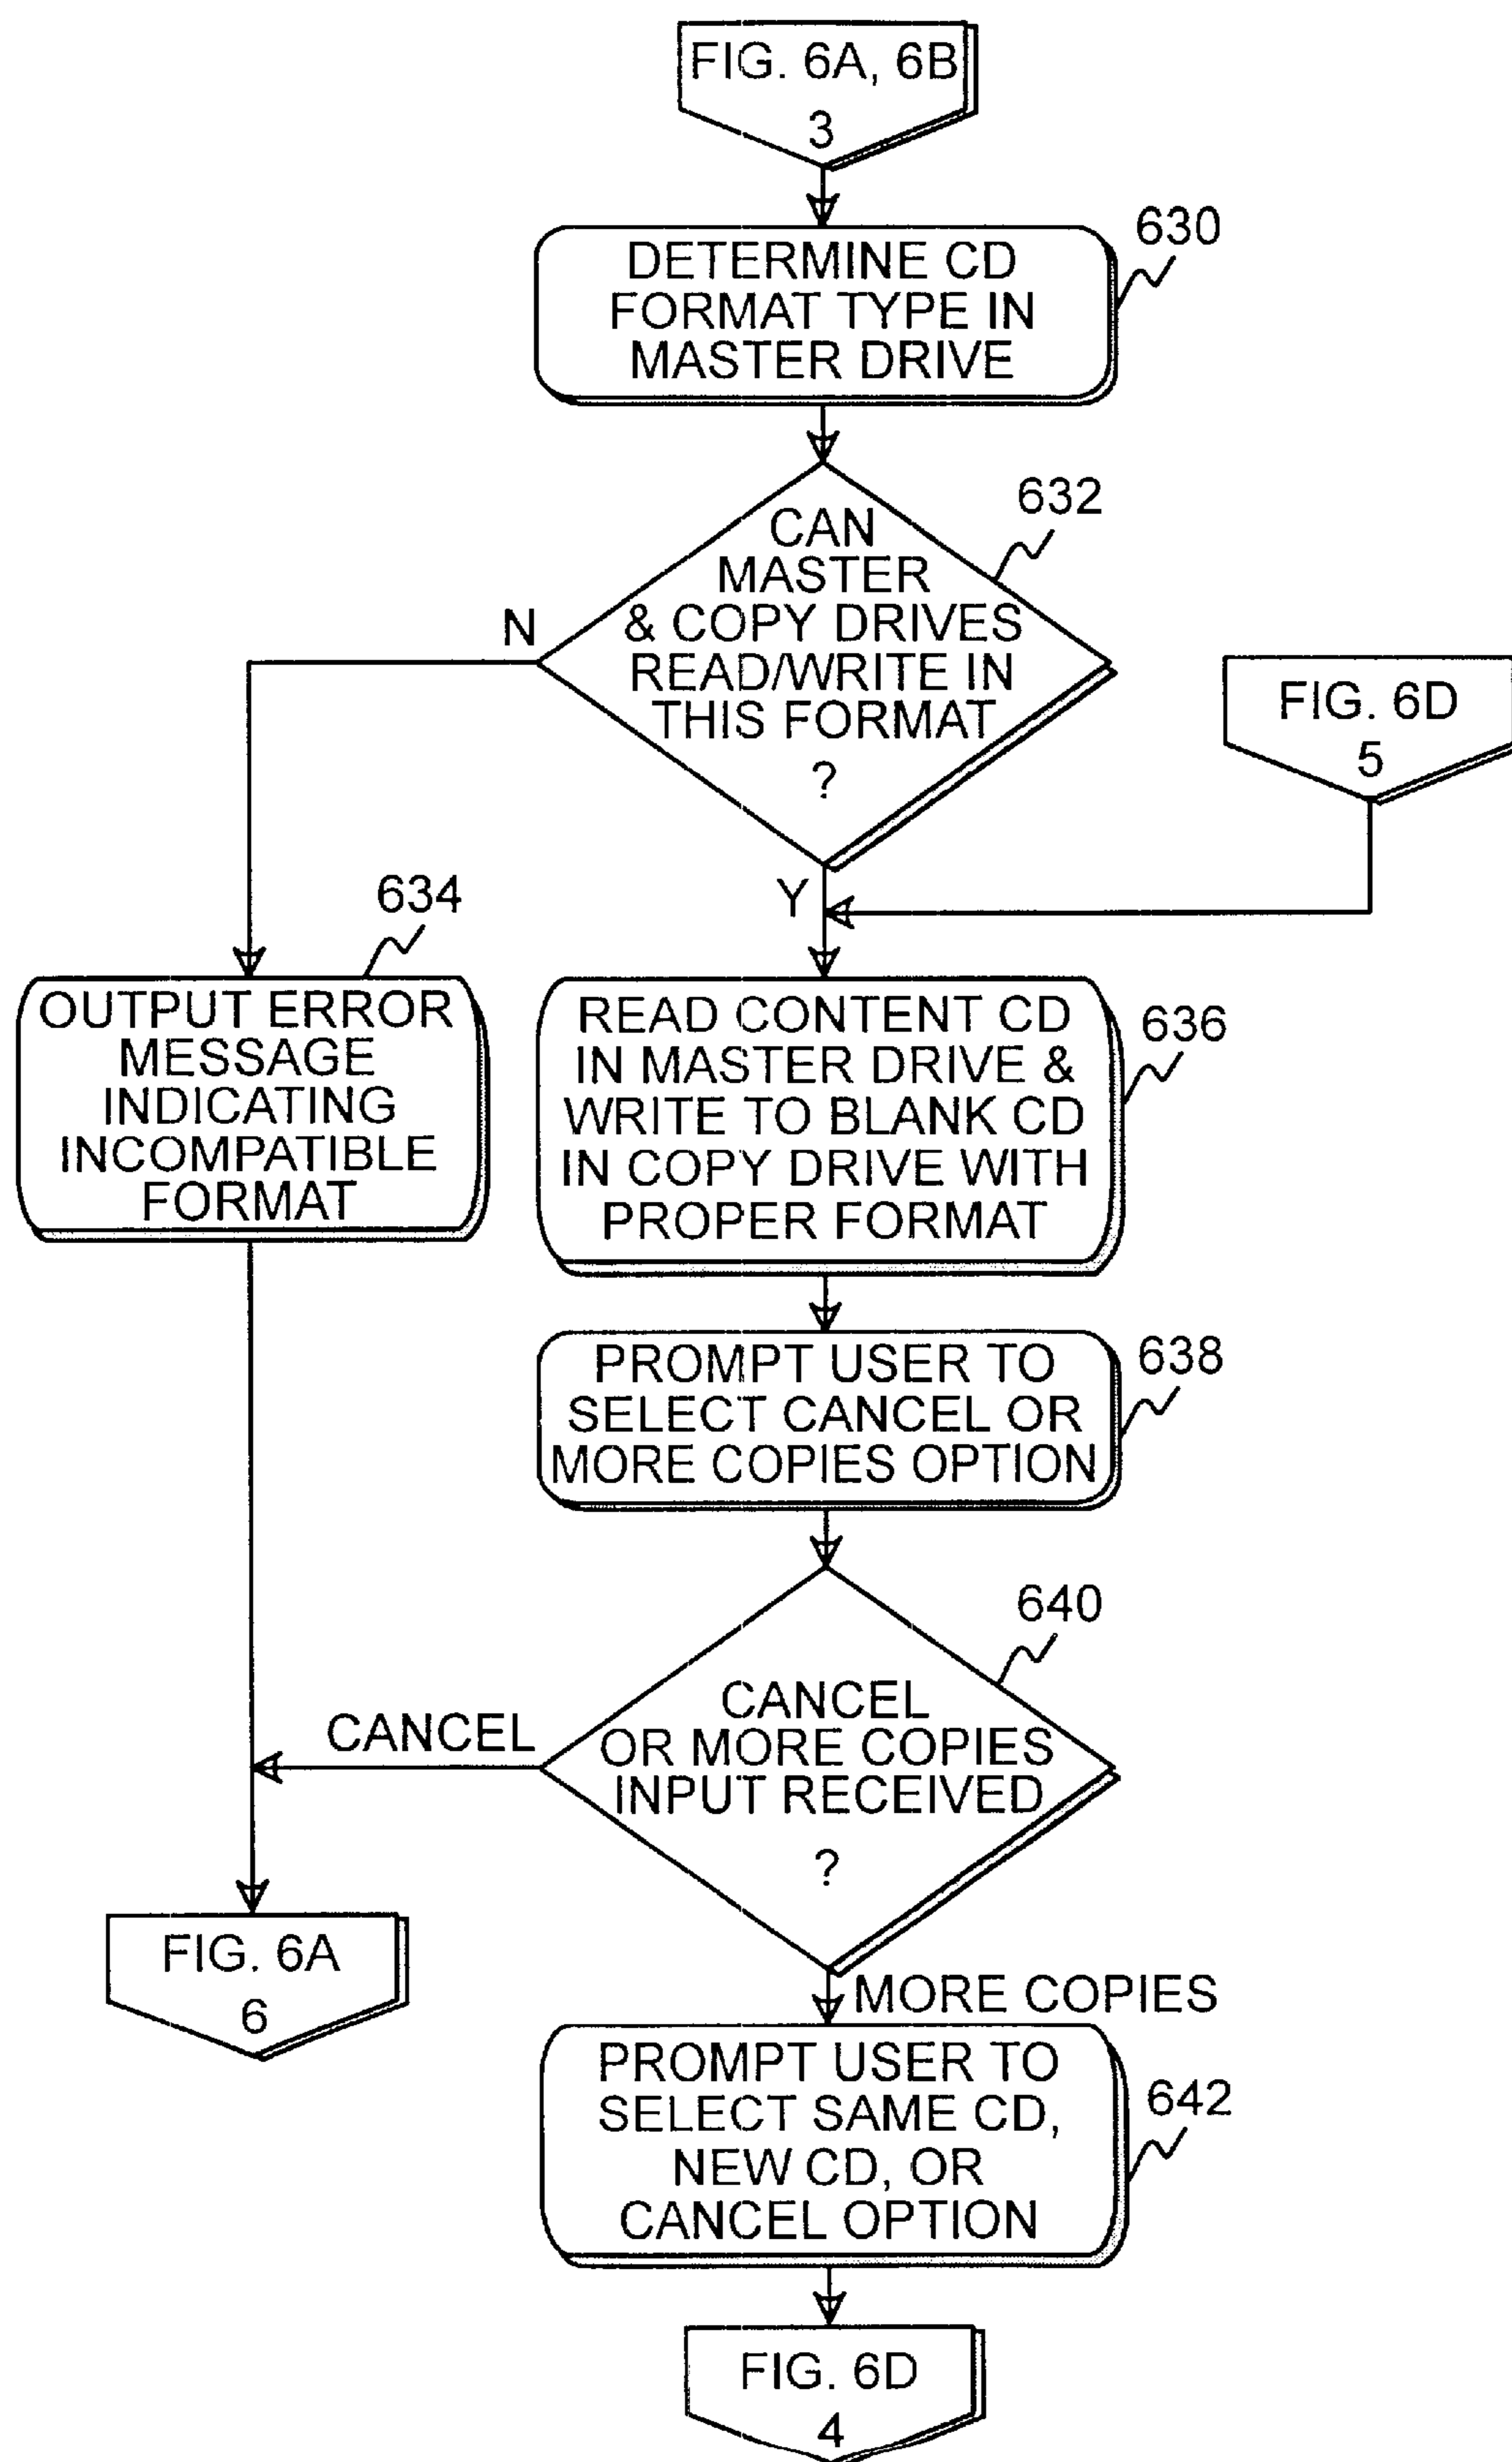 FIG. 6A, 6B
3
630
DETERMINE CD
FORMAT TYPE IN
MASTER DRIVE
632
CAN
MASTER
& COPY DRIVES
READ/WRITE IN
THIS FORMAT
?
N
Y
FIG. 6D
5
634
OUTPUT ERROR
MESSAGE
INDICATING
INCOMPATIBLE
FORMAT
636
READ CONTENT CD
IN MASTER DRIVE &
WRITE TO BLANK CD
IN COPY DRIVE WITH
PROPER FORMAT
638
PROMPT USER TO
SELECT CANCEL OR
MORE COPIES OPTION
640
CANCEL
OR MORE COPIES
INPUT RECEIVED
?
CANCEL
FIG. 6A
6
MORE COPIES
642
PROMPT USER TO
SELECT SAME CD,
NEW CD, OR
CANCEL OPTION
FIG. 6D
4